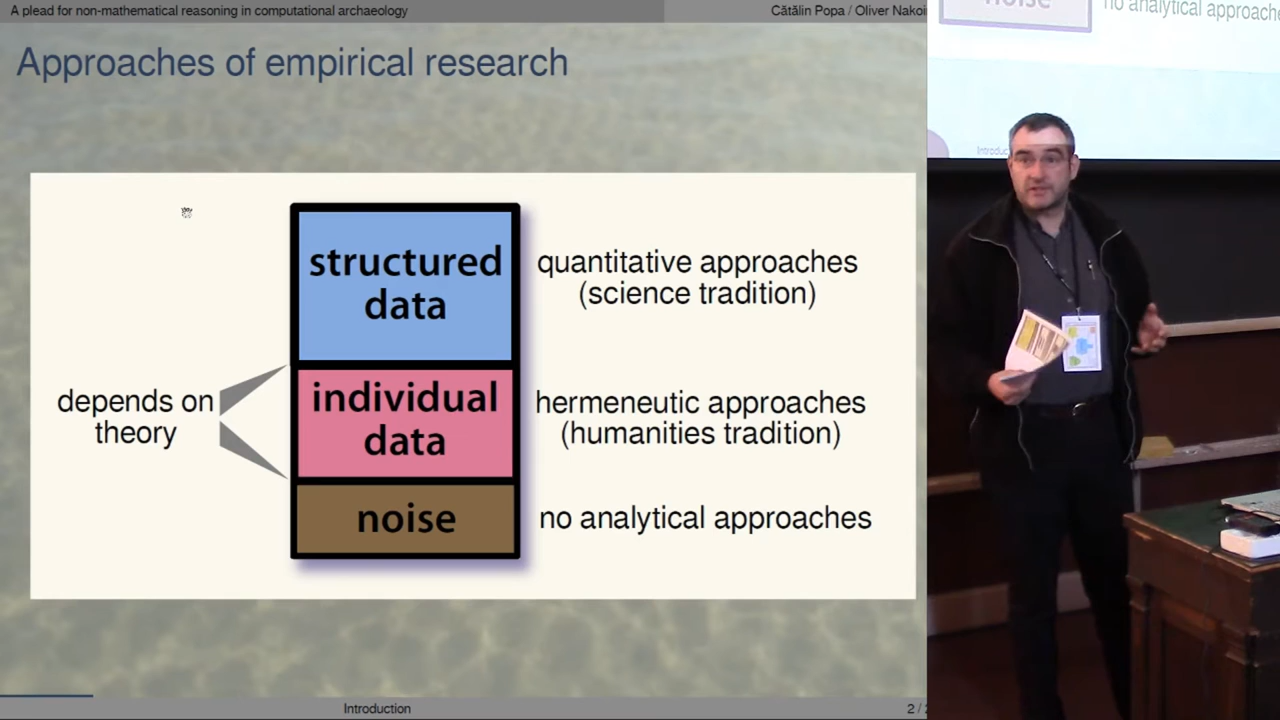 A plead for non-mathematical reasoning in computational archaeology
Cătălin Popa / Oliver Nakoi
Approaches of empirical research
structured
data
quantitative approaches
(science tradition)
depends on
theory
individual
data
hermeneutic approaches
(humanities tradition)
noise
no analytical approaches
Introduction
2 /
noise
no analytical approache
Introduc